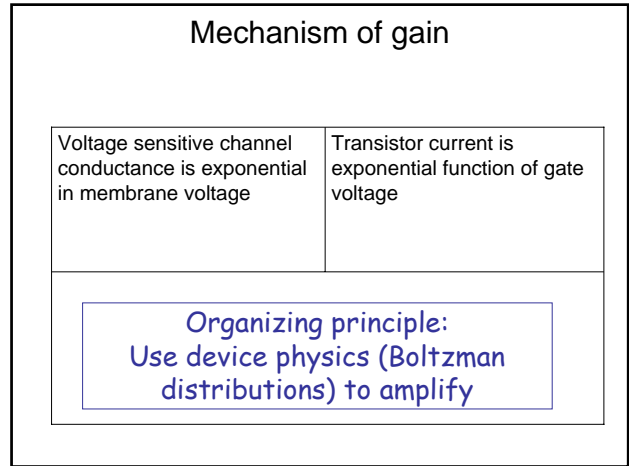 Mechanism of gain
Voltage sensitive channel
conductance is exponential
in membrane voltage
Transistor current is
exponential function of gate
voltage
Organizing principle:
Use device physics (Boltzman
distributions) to amplify